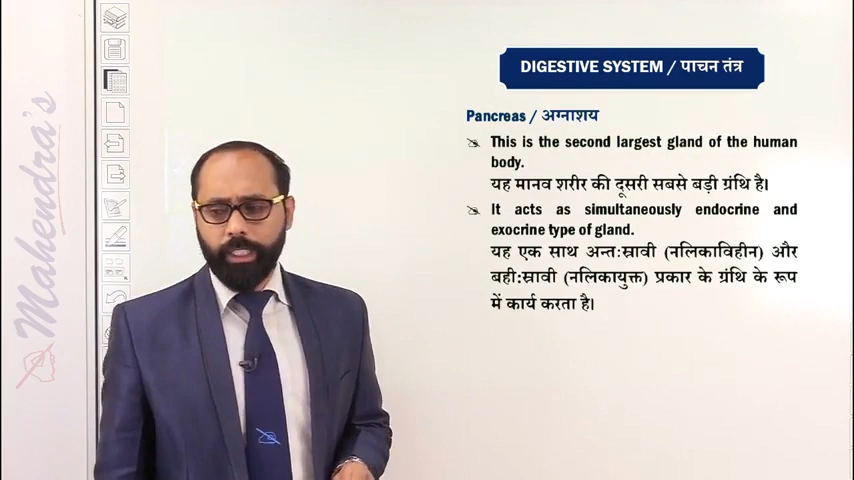 Mahendra's
DIGESTIVE SYSTEM / पाचन तंत्र
Pancreas / अग्नाशय
This is the second largest gland of the human
body.
यह मानव शरीर की दूसरी सबसे बड़ी ग्रंथि है।
It acts as simultaneously endocrine and
exocrine type of gland.
यह एक साथ अन्तःस्रावी (नलिकाविहीन) और
बही:स्रावी (नलिकायुक्त) प्रकार के ग्रंथि के रूप
में कार्य करता है।